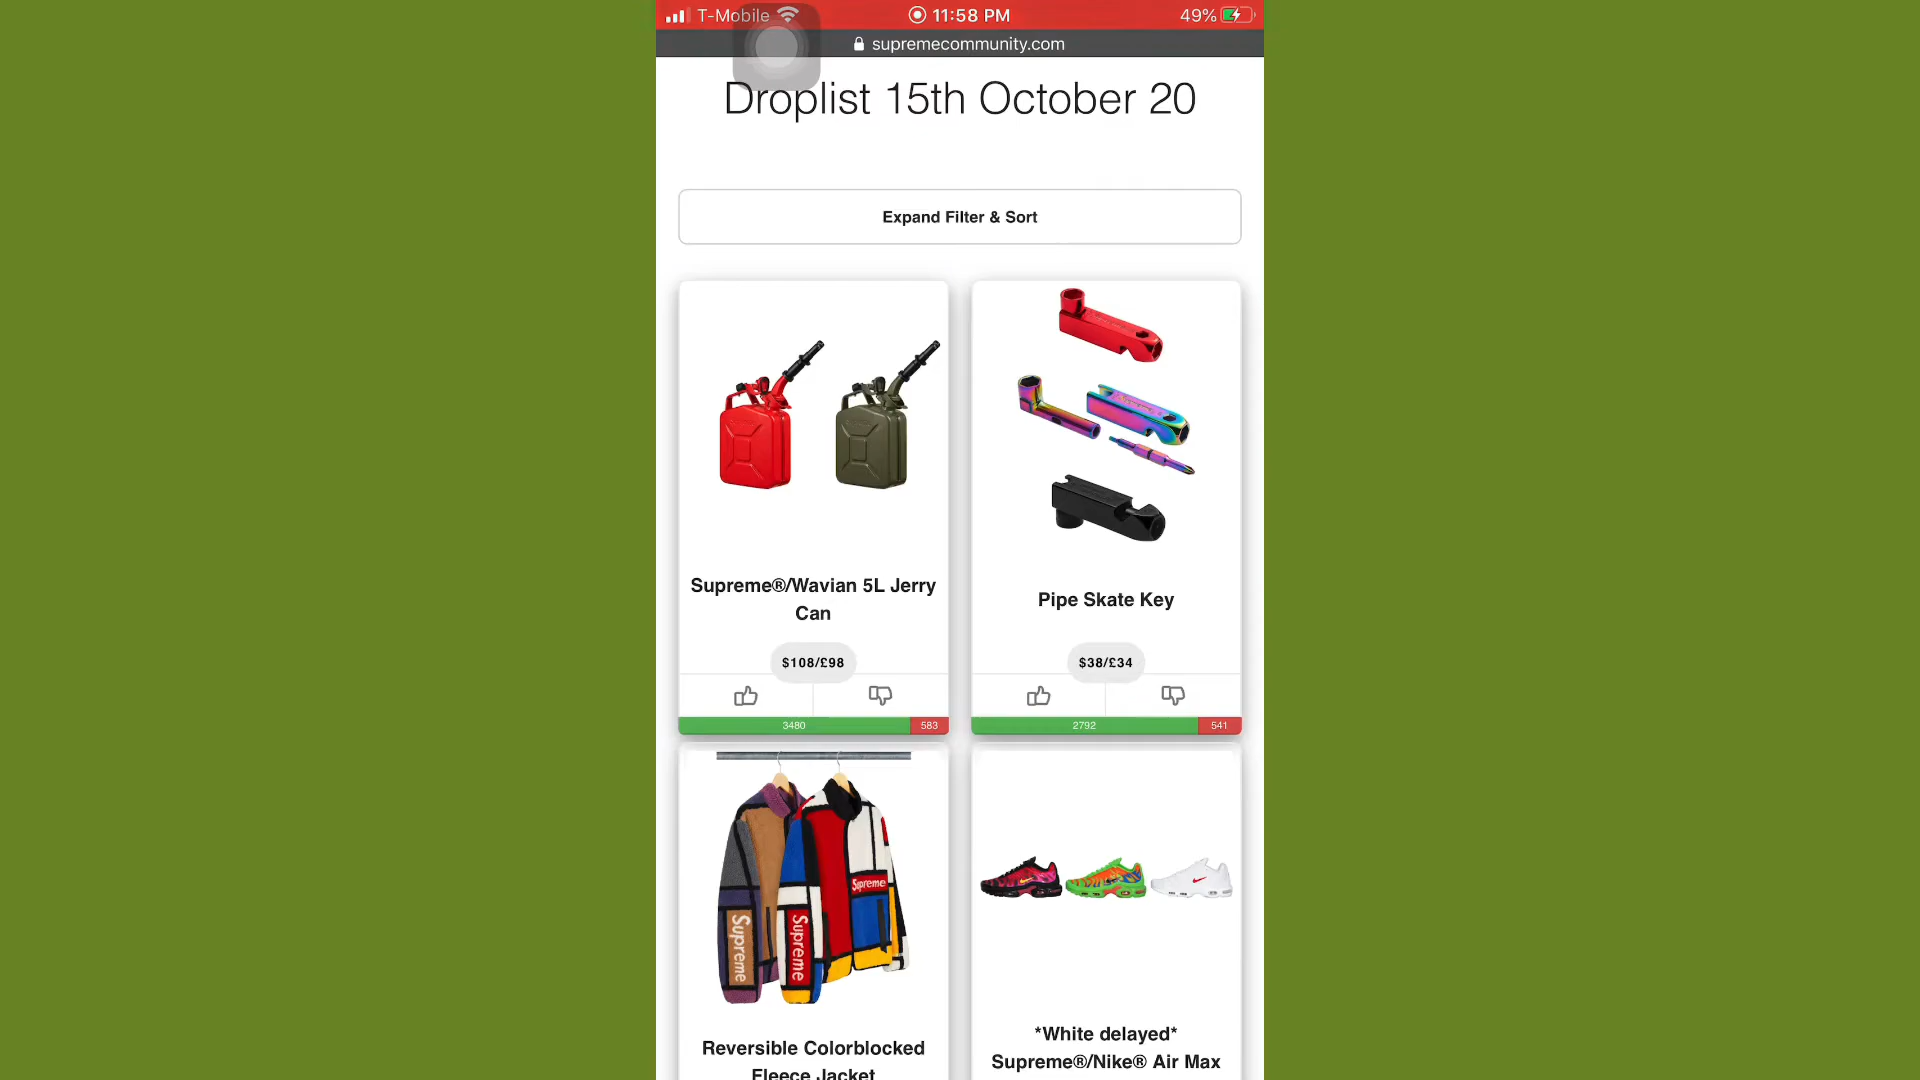 T-Mobile
11:58 PM
49%
supremecommunity.com
Droplist 15th October 20
Expand Filter & Sort
Supreme®/Wavian 5L Jerry
Can
$108/£98
3480
583
Pipe Skate Key
$38/£34
2792
541
Supreme
Supreme
Supreme
Reversible Colorblocked
Fleece Jacket
*White delayed*
Supreme®/Nike® Air Max